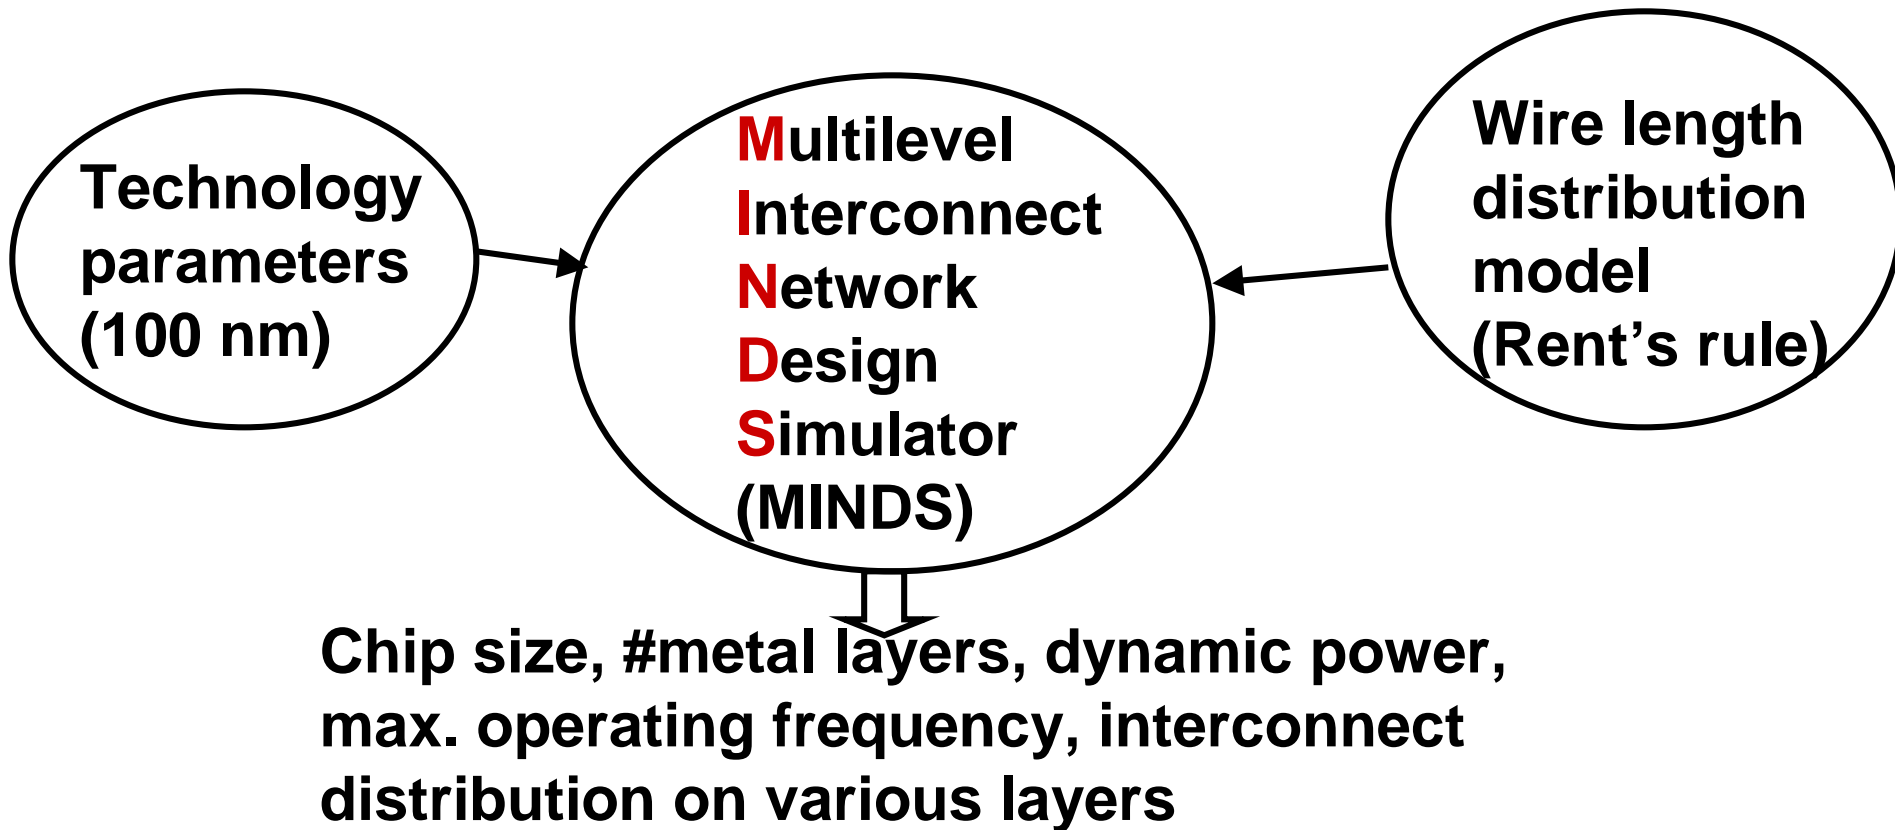 Technology
parameters
(100 nm)
Multilevel
Interconnect
Network
Design
Simulator
(MINDS)
Wire length
distribution
model
(Rent’s rule)
Chip size, #metal layers, dynamic power,
max. operating frequency, interconnect
distribution on various layers